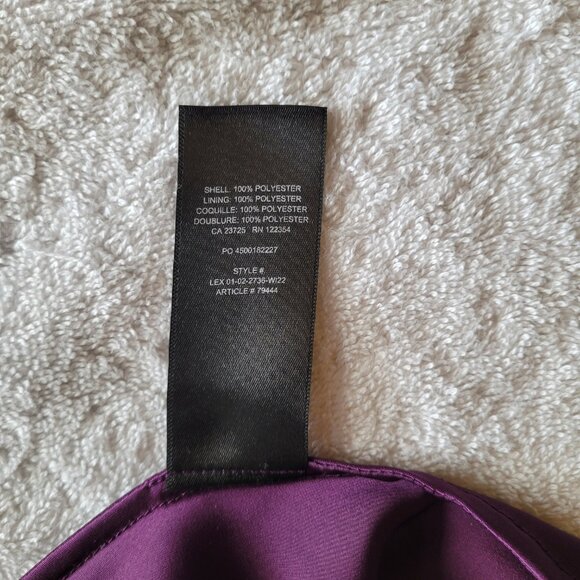 SHELL: 100% POLYESTER
LINING: 100% POLYESTER
COQUILLE: 100% POLYESTER
DOUBLURE: 100% POLYESTER
CA 23725 RN 122354
PO 4500182227
STYLE #
LEX 01-02-2736-WI22
ARTICLE # 79444